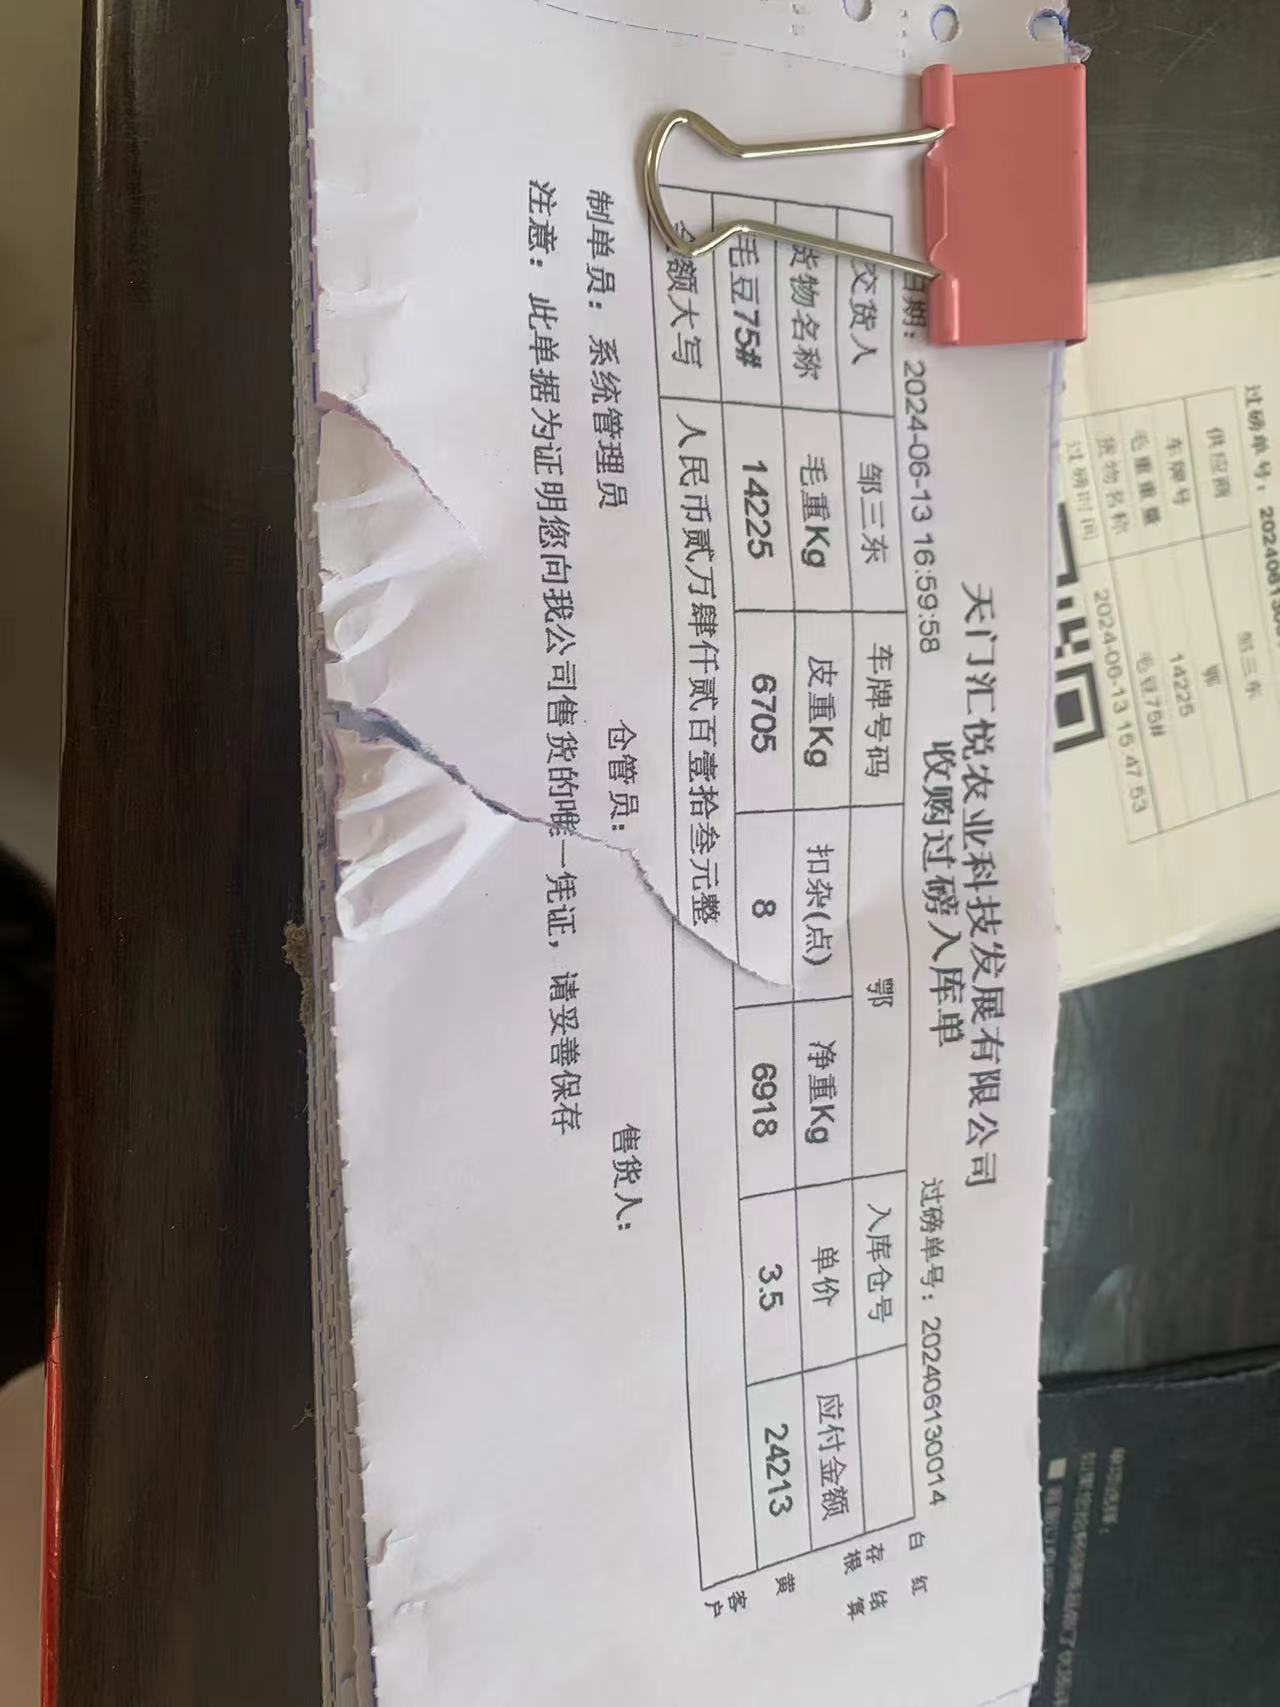 天门汇悦农业科技发展有限公司
收购过磅入库单
日期：2024-06-13 16:59:58 过磅单号：202406130014
交货人 邹三东 车牌号码 鄂 入库仓号
货物名称 毛重Kg 皮重Kg 扣杂(点) 净重Kg 单价 应付金额
毛豆75# 14225 6705 8 6918 3.5 24213
金额大写 人民币贰万肆仟贰百壹拾叁元整
制单员：系统管理员 仓管员： 售货人：
注意：此单据为证明您向我公司售货的唯一凭证，请妥善保存
白 存根
红 结算
黄 客户
过磅单号：2024061300
供应商 邹三东
车牌号 鄂
毛重重量 14225
货物名称 毛豆75#
过磅时间 2024-06-13 15:47:53